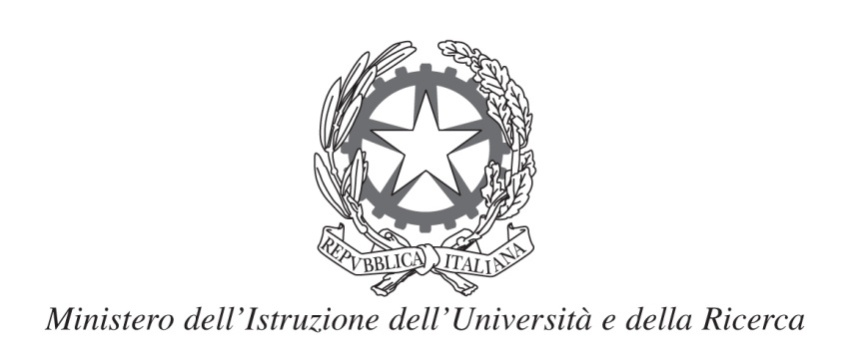 REPVBBLICA ITALIANA
Ministero dell’Istruzione dell’Università e della Ricerca